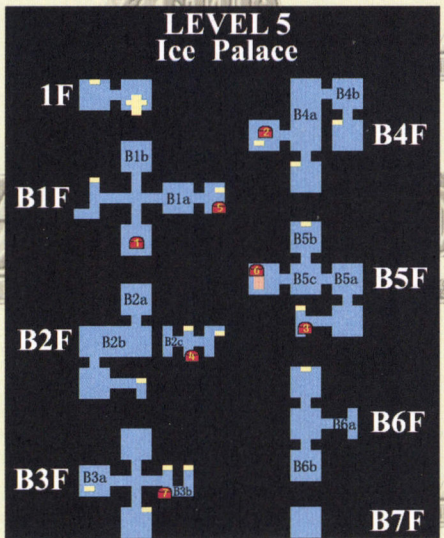 LEVEL 5
Ice Palace
1F
B4b
B4a
2
B4F
B1b
B1F
B1a
5
1
B5b
6
B5c
B5a
B5F
B2a
B2F
B2b
B2c
4
3
B6a
B6F
B6b
B3F
B3a
7
B3b
B7F